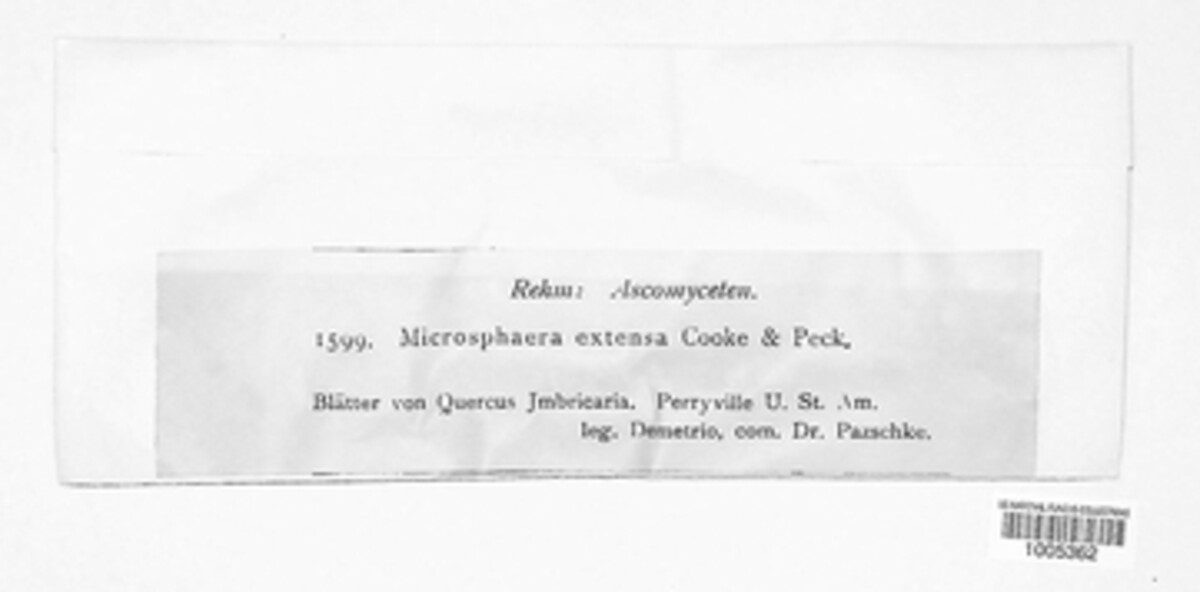 Rehm: Ascomyceten.
1599. Microsphaera extensa Cooke & Peck.
Blätter von Quercus Jmbricaria. Perryville U. St. Am.
leg. Demetrio, com. Dr. Pazschke.
1005362